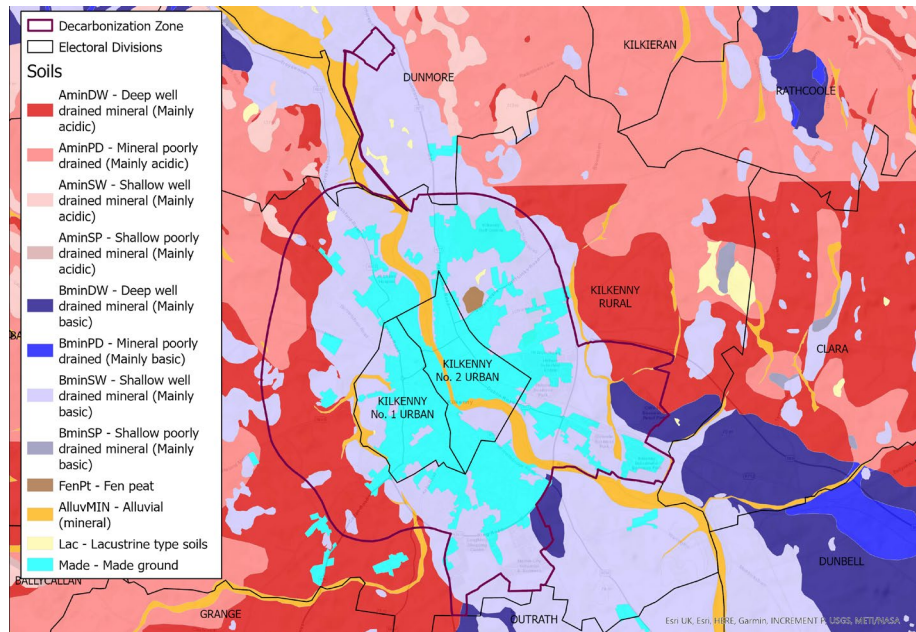 Decarbonization Zone
Electoral Divisions
Soils
AminDW - Deep well
drained mineral (Mainly
acidic)
AminPD - Mineral poorly
drained (Mainly acidic)
AminSW - Shallow well
drained mineral (Mainly
acidic)
AminSP - Shallow poorly
drained mineral (Mainly
acidic)
BminDW - Deep well
drained mineral (Mainly
basic)
BminPD - Mineral poorly
drained (Mainly basic)
BminSW - Shallow well
drained mineral (Mainly
basic)
BminSP - Shallow poorly
drained mineral (Mainly
basic)
FenPt - Fen peat
AlluvMIN - Alluvial
(mineral)
Lac - Lacustrine type soils
Made - Made ground
DUNMORE
KILKIERAN
RATHCOOLE
KILKENNY
RURAL
CLARA
KILKENNY
No. 2 URBAN
KILKENNY
No. 1 URBAN
DUNBELL
BALLYCALLAN
GRANGE
OUTRATH
Esri UK, Esri, HERE, Garmin, INCREMENT P, USGS, METI/NASA